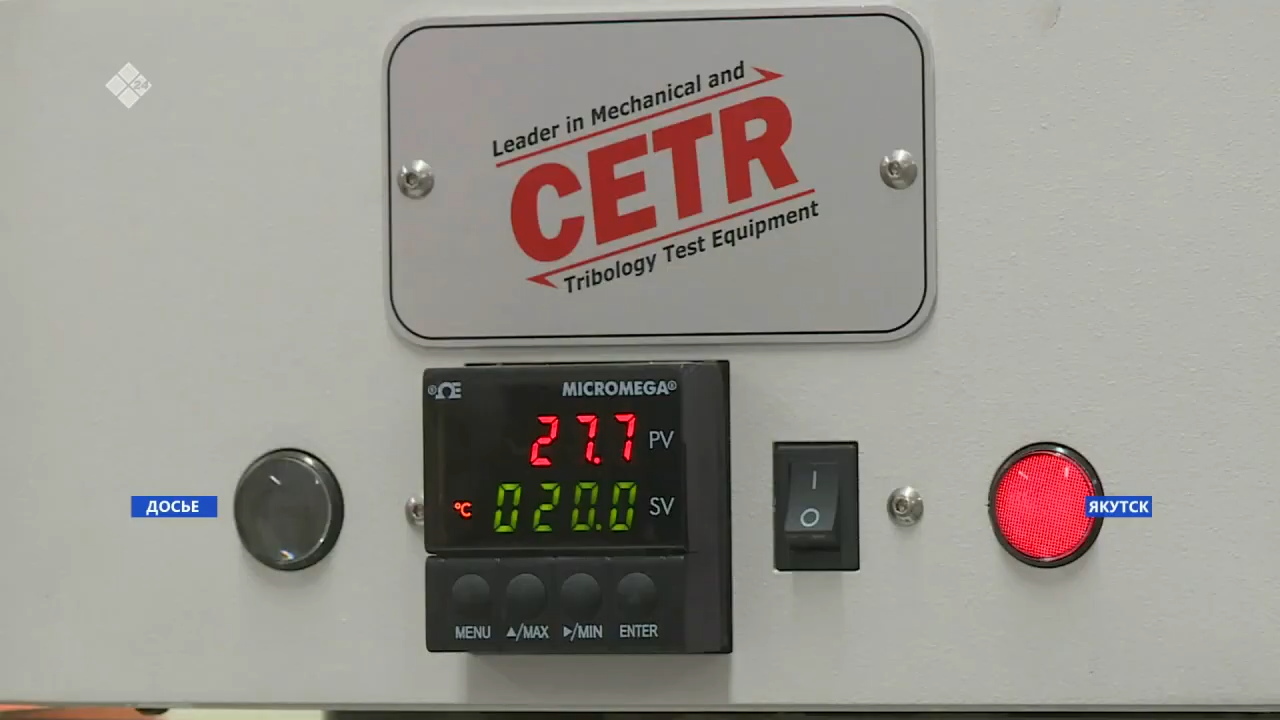 24
Leader in Mechanical and
CETR
Tribology Test Equipment
®ΩE MICROMEGA®
27.7 PV
°C 020.0 SV
ДОСЬЕ
ЯКУТСК
MENU ▲/MAX ▶/MIN ENTER